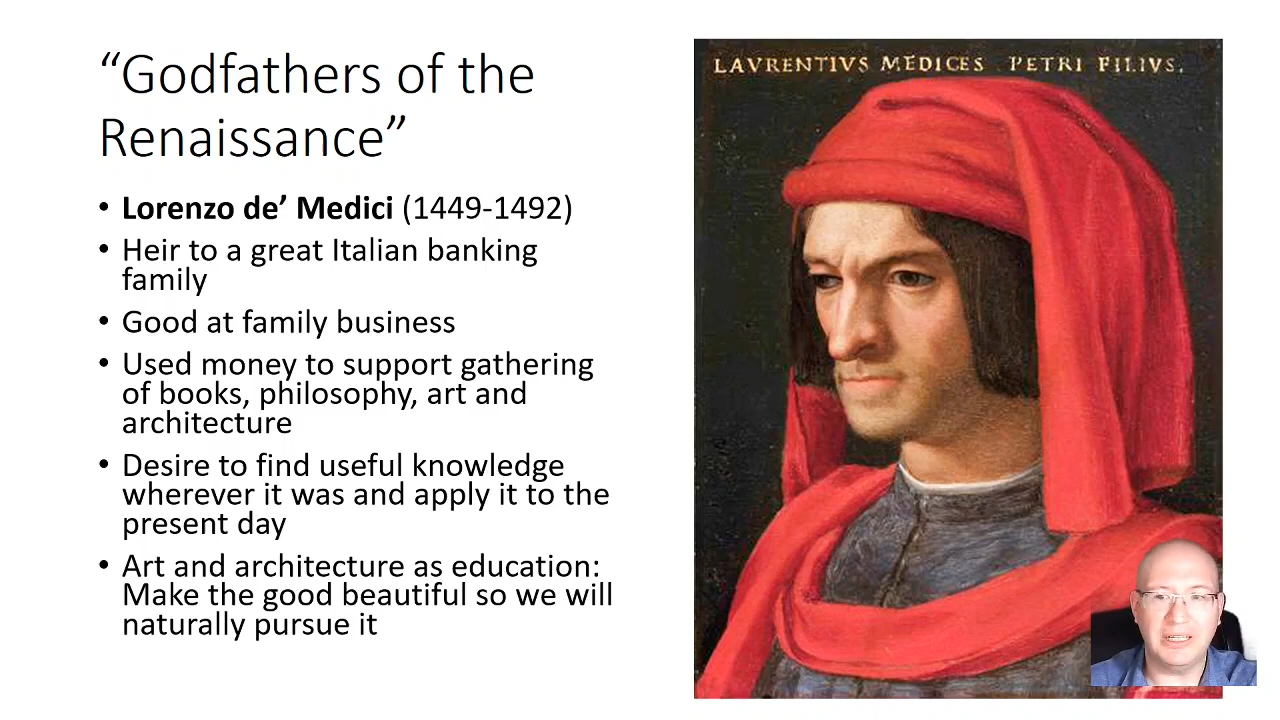 “Godfathers of the
Renaissance”
• Lorenzo de’ Medici (1449-1492)
• Heir to a great Italian banking
family
• Good at family business
• Used money to support gathering
of books, philosophy, art and
architecture
• Desire to find useful knowledge
wherever it was and apply it to the
present day
• Art and architecture as education:
Make the good beautiful so we will
naturally pursue it
LAVRENTIVS MEDICES PETRI FILIVS.